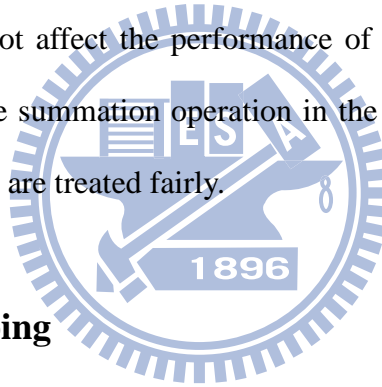 ot affect the performance of
e summation operation in the
E S A
are treated fairly.
1896
ing